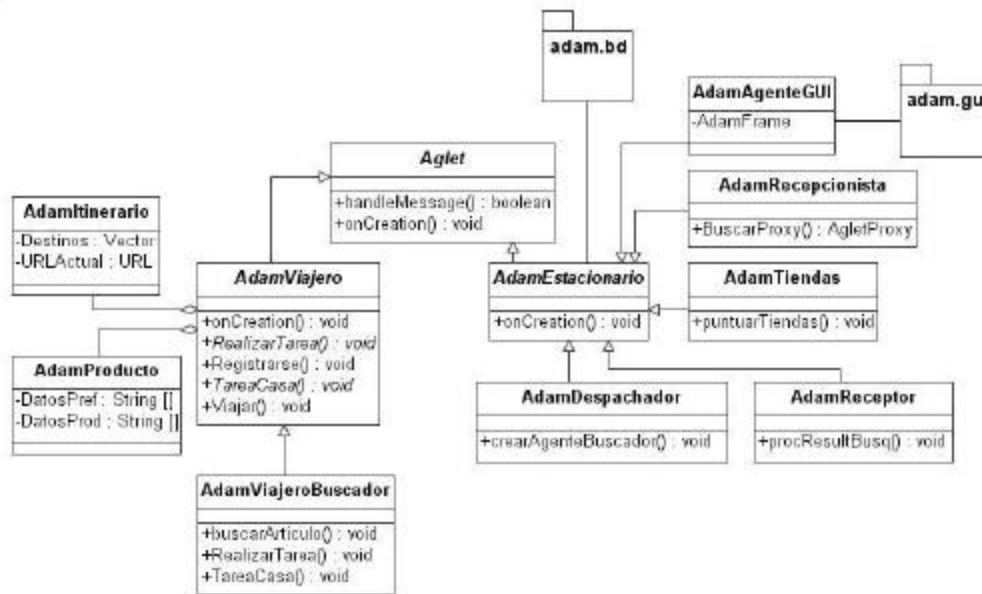 adam.bd
AdamAgenteGUI
-AdamFrame
adam.gui
Aglet
+handleMessage() : boolean
+onCreation() : void
AdamRecepcionista
+BuscarProxy() : AgletProxy
AdamItinerario
-Destinos : Vector
-URLActual : URL
AdamViajero
+onCreation() : void
+RealizarTarea() : void
+Registrarse() : void
+TareaCasa() : void
+Viajar() : void
AdamEstacionario
+onCreation() : void
AdamTiendas
+puntuarTiendas() : void
AdamProducto
-DatosPref : String []
-DatosProd : String []
AdamDespachador
+crearAgenteBuscador() : void
AdamReceptor
+procResultBusq() : void
AdamViajeroBuscador
+buscarArticulo() : void
+RealizarTarea() : void
+TareaCasa() : void